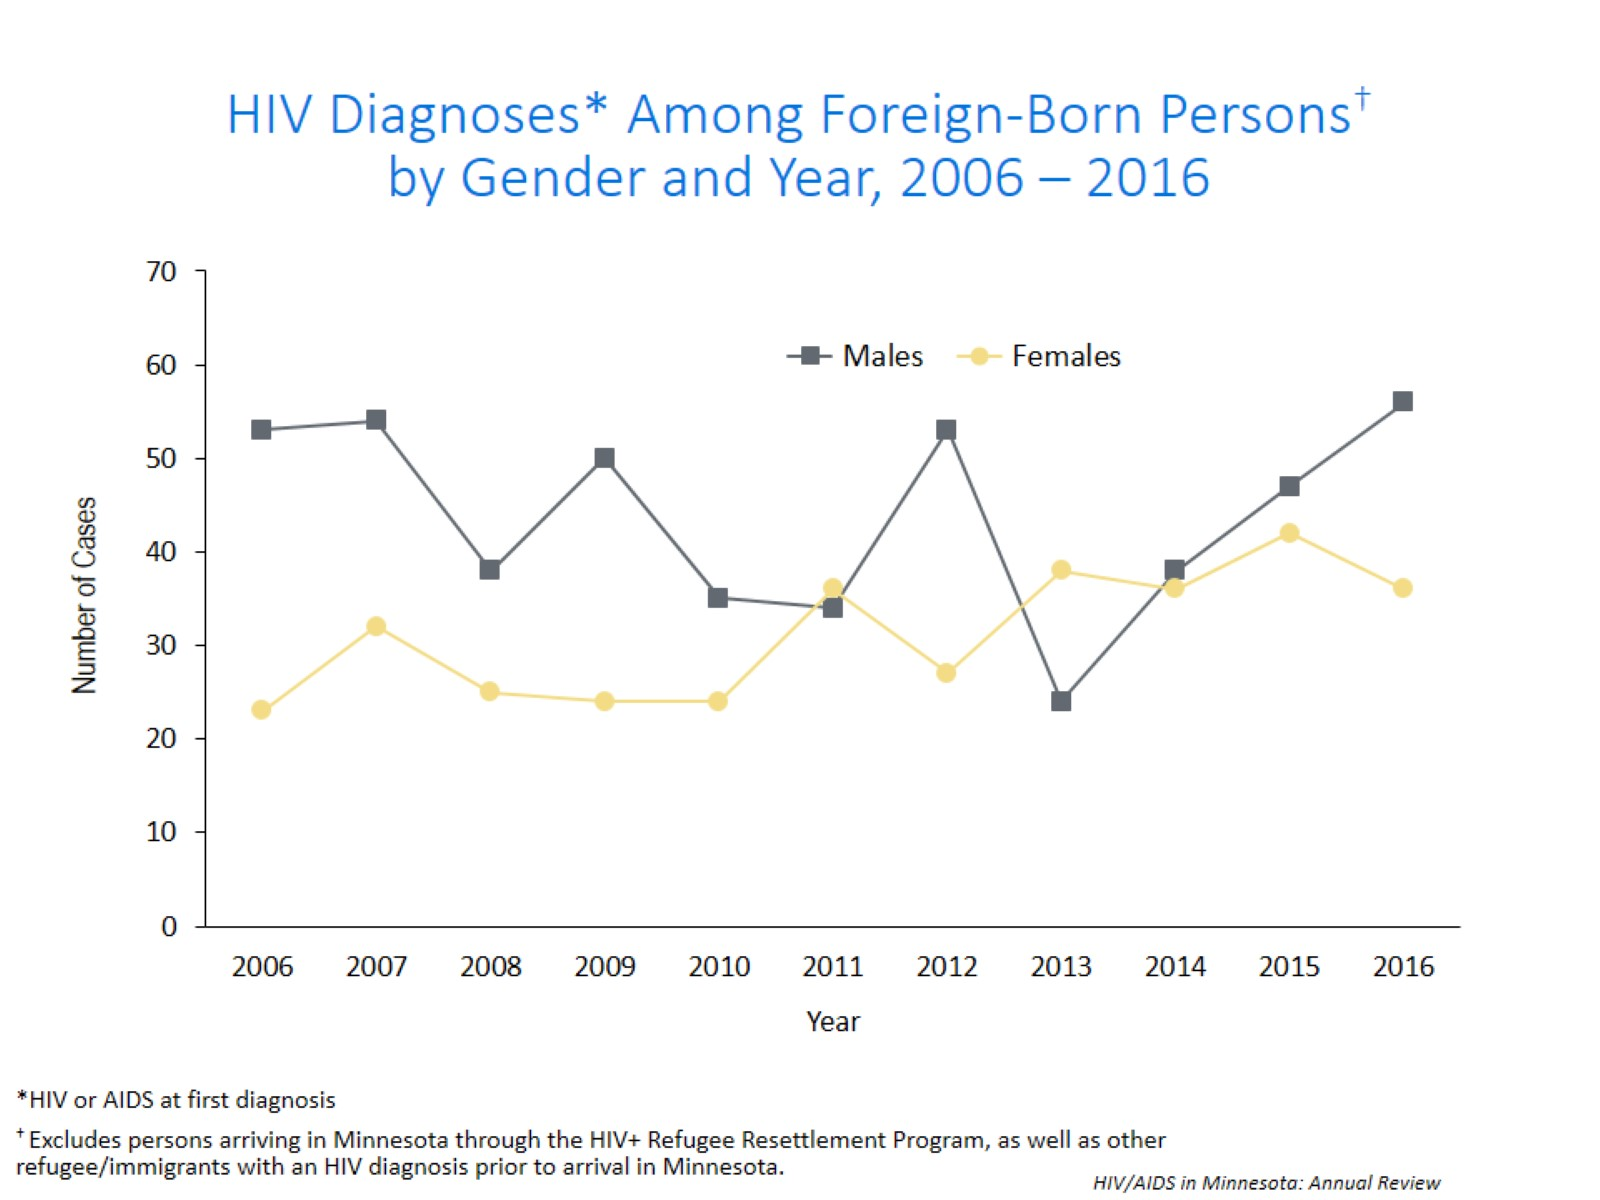 HIV Diagnoses* Among Foreign-Born Persons†
by Gender and Year, 2006 – 2016
70
60
50
40
30
20
10
0
Number of Cases
Males
Females
2006 2007 2008 2009 2010 2011 2012 2013 2014 2015 2016
Year
*HIV or AIDS at first diagnosis
† Excludes persons arriving in Minnesota through the HIV+ Refugee Resettlement Program, as well as other
refugee/immigrants with an HIV diagnosis prior to arrival in Minnesota.
HIV/AIDS in Minnesota: Annual Review